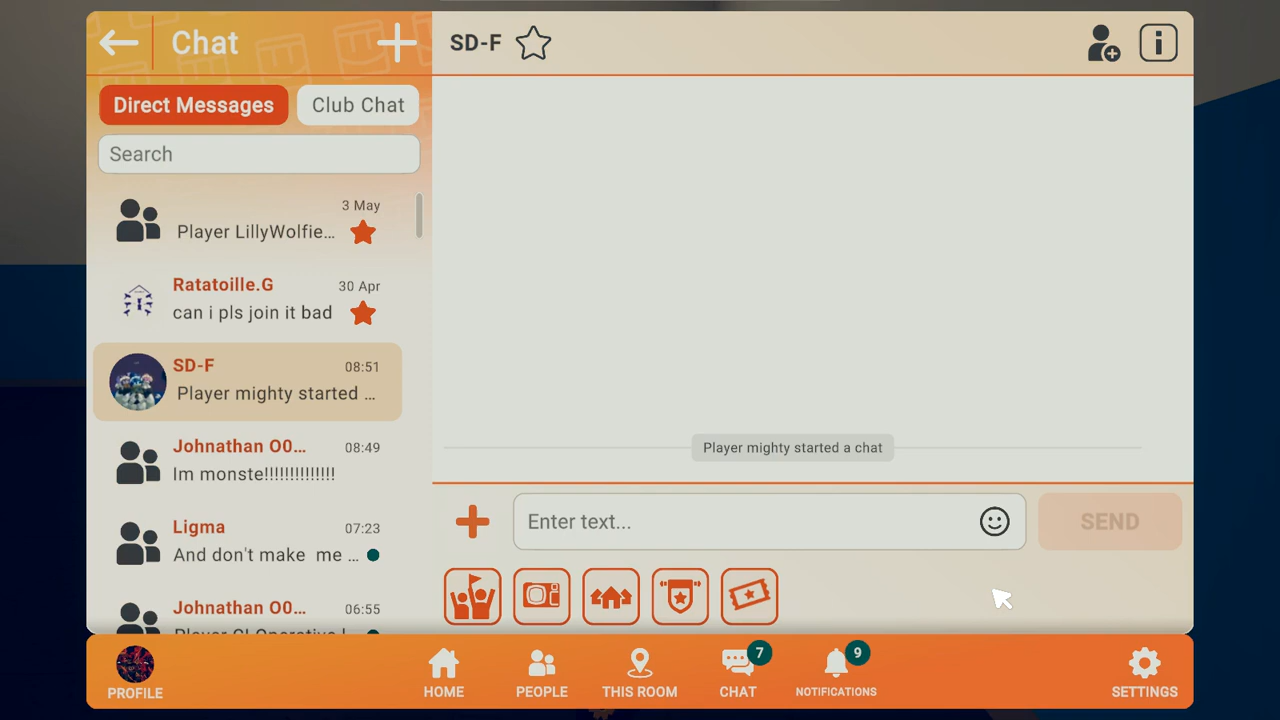 Chat
SD-F
Direct Messages
Club Chat
Search
3 May
Player LillyWolfie…
Ratatoille.G
30 Apr
can i pls join it bad
SD-F
08:51
Player mighty started …
Johnathan O0…
08:49
Im monste!!!!!!!!!!!!!!
Ligma
07:23
And don't make me …
Johnathan O0…
06:55
Player mighty started a chat
Enter text...
SEND
PROFILE
HOME
PEOPLE
THIS ROOM
CHAT
7
NOTIFICATIONS
9
SETTINGS